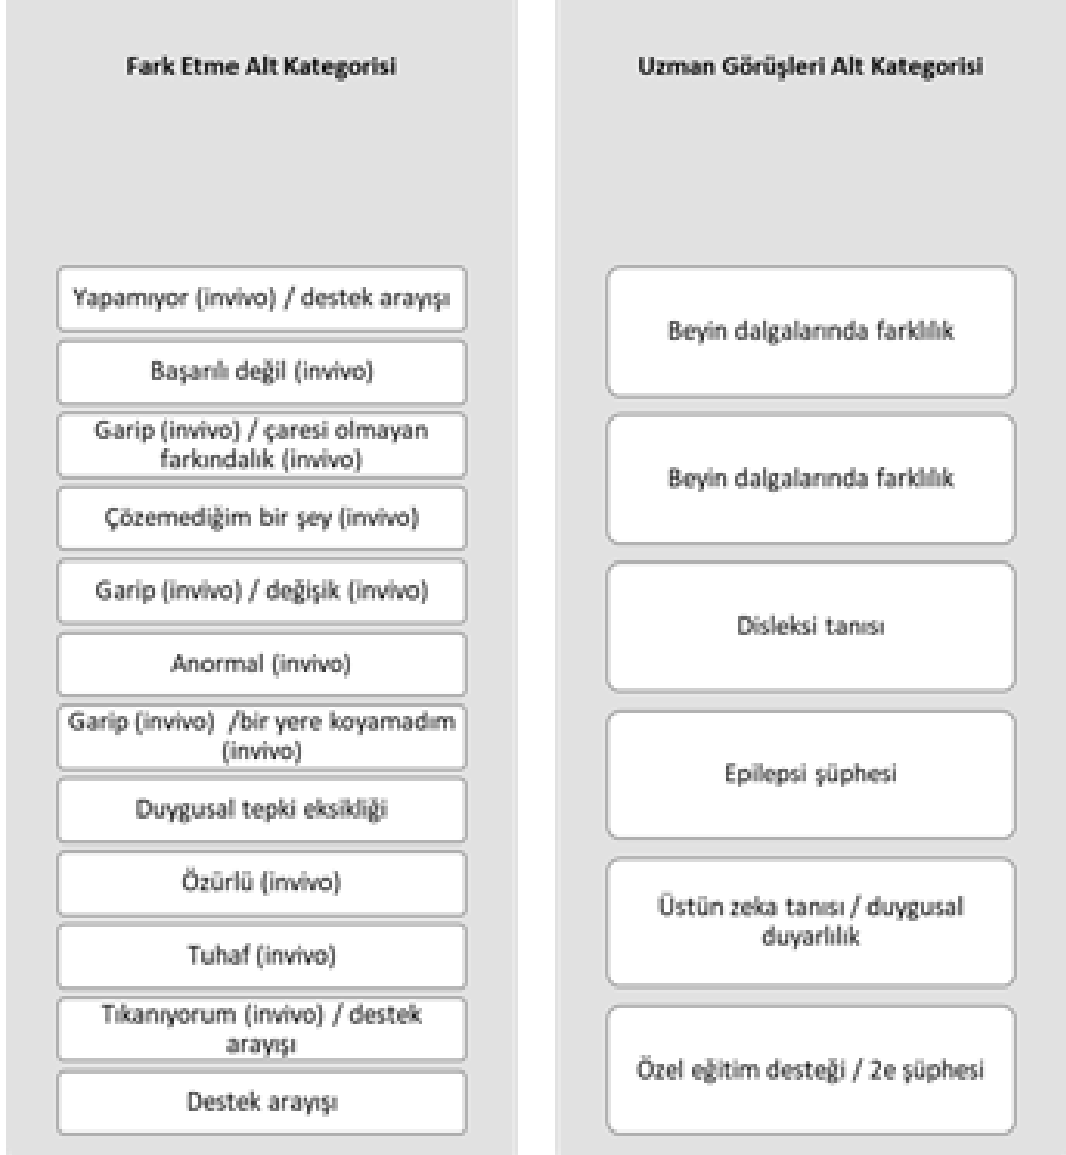 Fark Etme Alt Kategorisi
Yapamıyor (invivo) / destek arayışı
Başarılı değil (invivo)
Garip (invivo) / çaresi olmayan
farkındalık (invivo)
Çözemediğim bir şey (invivo)
Garip (invivo) / değişik (invivo)
Anormal (invivo)
Garip (invivo) /bir yere koyamadım
(invivo)
Duygusal tepki eksikliği
Özürlü (invivo)
Tuhaf (invivo)
Tıkanıyorum (invivo) / destek
arayışı
Destek arayışı
Uzman Görüşleri Alt Kategorisi
Beyin dalgalarında farklılık
Beyin dalgalarında farklılık
Disleksi tanısı
Epilepsi şüphesi
Üstün zeka tanısı / duygusal
duyarlılık
Özel eğitim desteği / 2e şüphesi